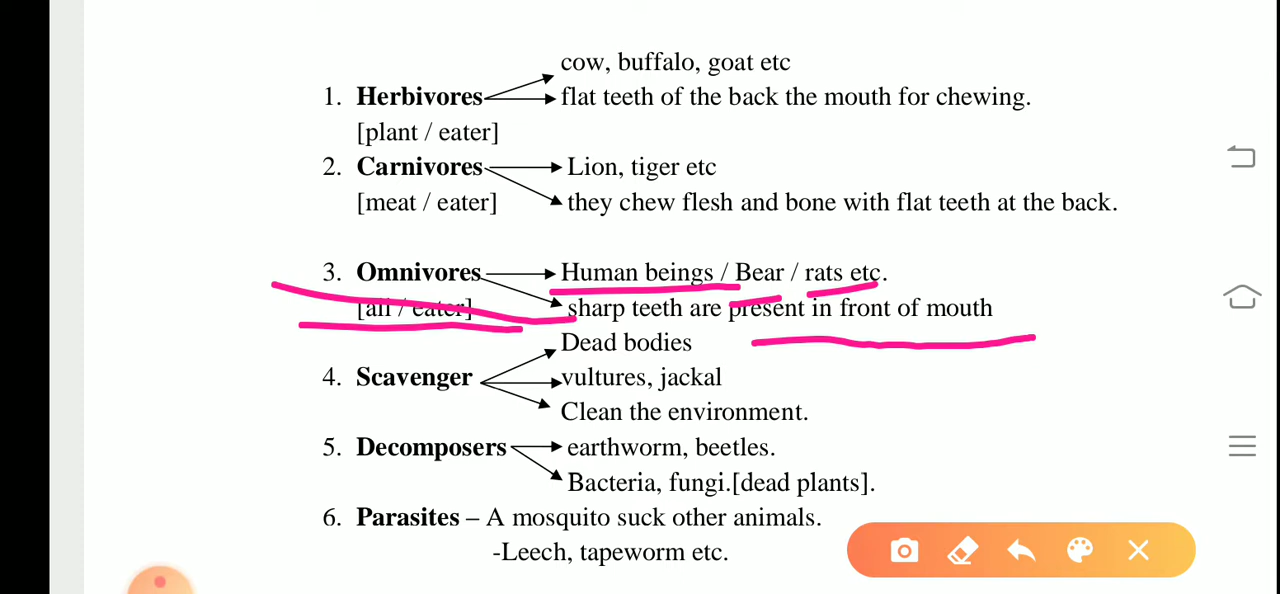 cow, buffalo, goat etc
1. Herbivores flat teeth of the back the mouth for chewing.
[plant / eater]
2. Carnivores Lion, tiger etc
[meat / eater] they chew flesh and bone with flat teeth at the back.
3. Omnivores Human beings / Bear / rats etc.
[all / eater] sharp teeth are present in front of mouth
Dead bodies
4. Scavenger vultures, jackal
Clean the environment.
5. Decomposers earthworm, beetles.
Bacteria, fungi.[dead plants].
6. Parasites – A mosquito suck other animals.
-Leech, tapeworm etc.